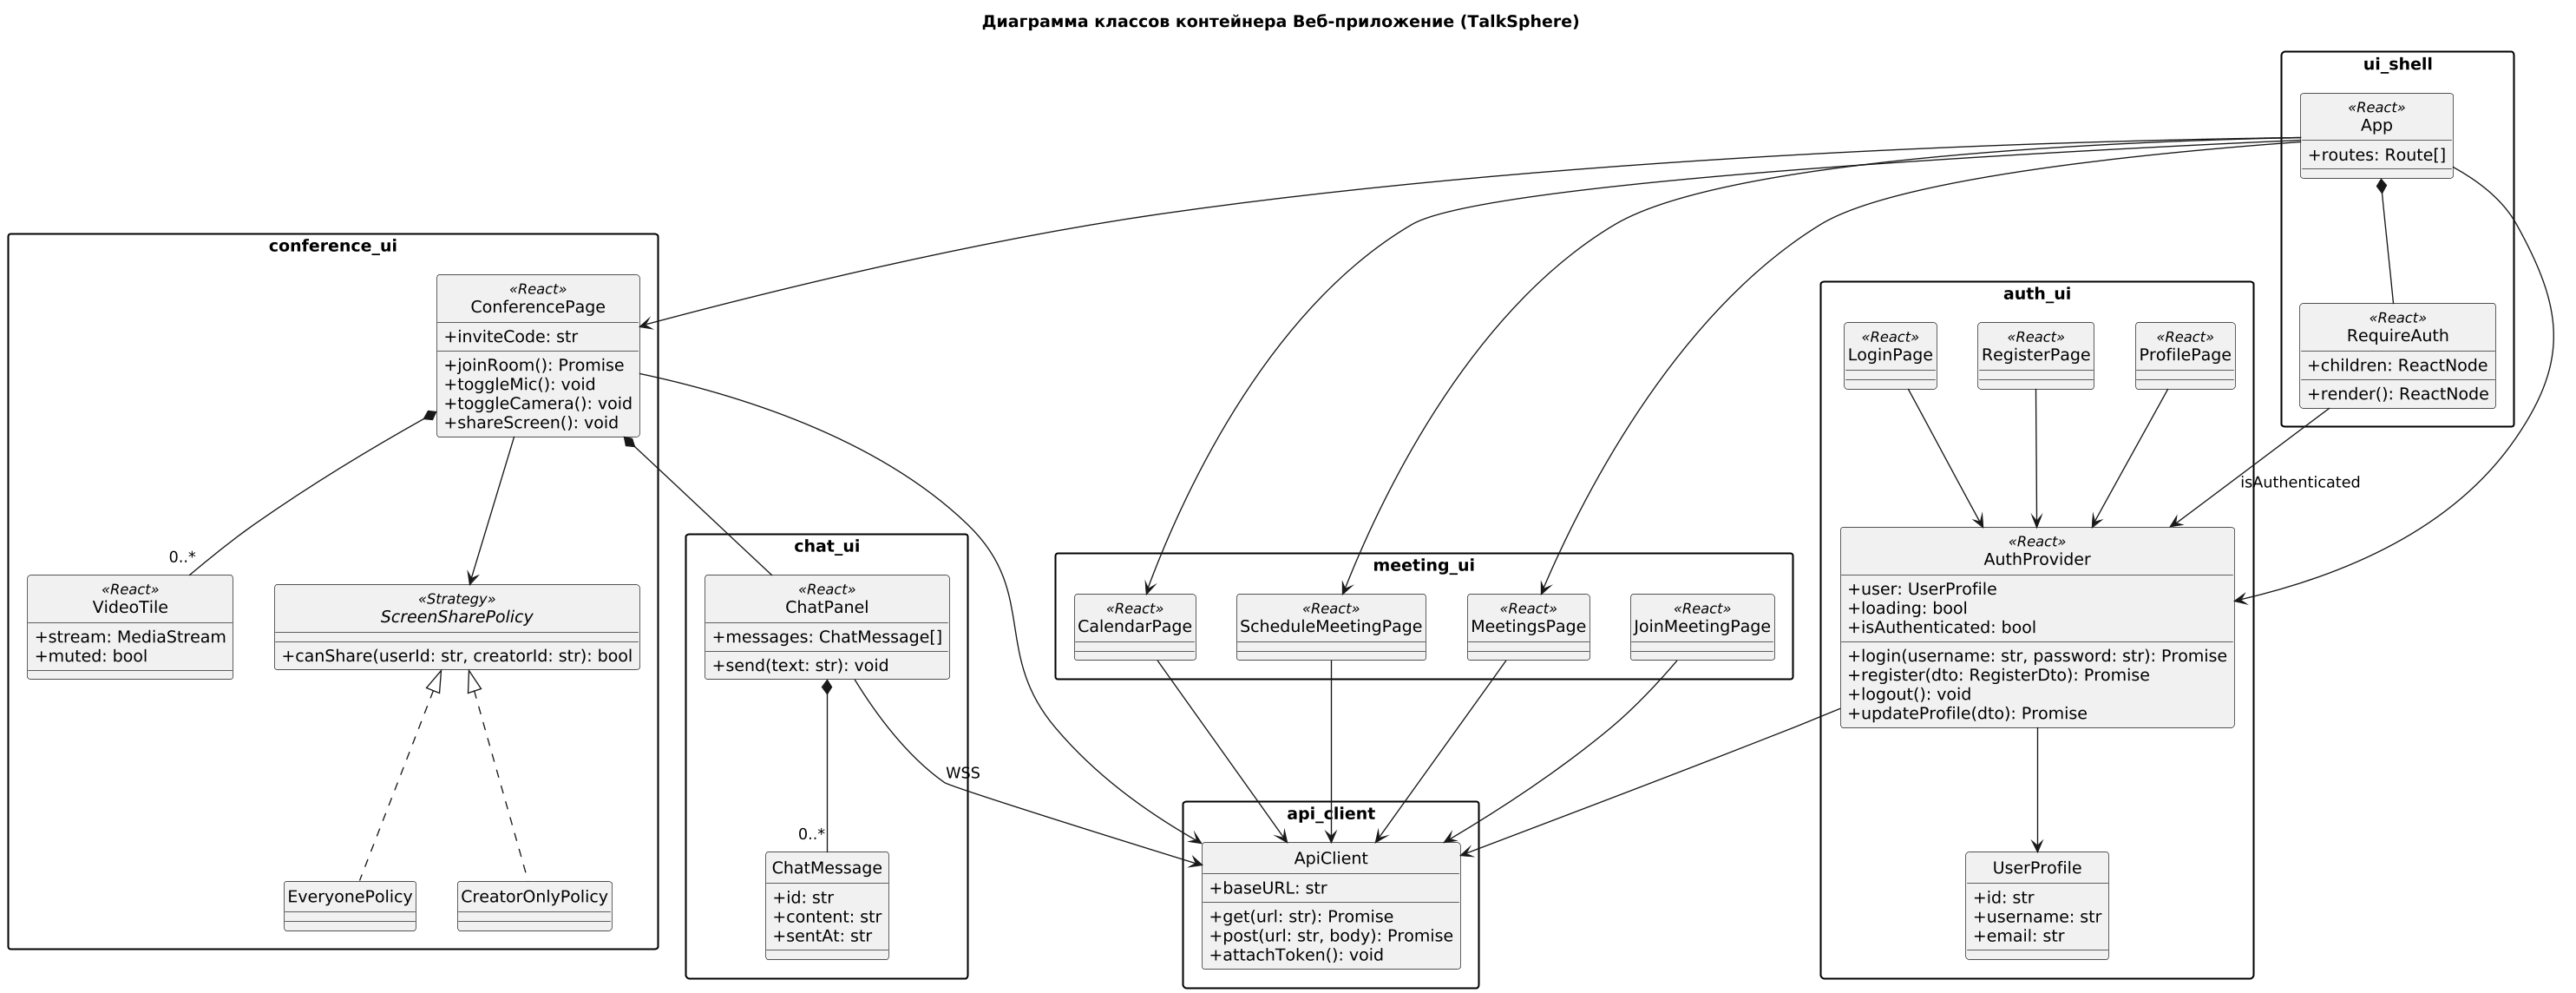 Диаграмма классов контейнера Веб-приложение (TalkSphere)
ui_shell
«React»
App
+routes: Route[]
«React»
RequireAuth
+children: ReactNode
+render(): ReactNode
isAuthenticated
conference_ui
«React»
ConferencePage
+inviteCode: str
+joinRoom(): Promise
+toggleMic(): void
+toggleCamera(): void
+shareScreen(): void
0..*
«React»
VideoTile
+stream: MediaStream
+muted: bool
«Strategy»
ScreenSharePolicy
+canShare(userId: str, creatorId: str): bool
EveryonePolicy
CreatorOnlyPolicy
chat_ui
«React»
ChatPanel
+messages: ChatMessage[]
+send(text: str): void
WSS
0..*
ChatMessage
+id: str
+content: str
+sentAt: str
meeting_ui
«React»
CalendarPage
«React»
ScheduleMeetingPage
«React»
MeetingsPage
«React»
JoinMeetingPage
api_client
ApiClient
+baseURL: str
+get(url: str): Promise
+post(url: str, body): Promise
+attachToken(): void
auth_ui
«React»
LoginPage
«React»
RegisterPage
«React»
ProfilePage
«React»
AuthProvider
+user: UserProfile
+loading: bool
+isAuthenticated: bool
+login(username: str, password: str): Promise
+register(dto: RegisterDto): Promise
+logout(): void
+updateProfile(dto): Promise
UserProfile
+id: str
+username: str
+email: str